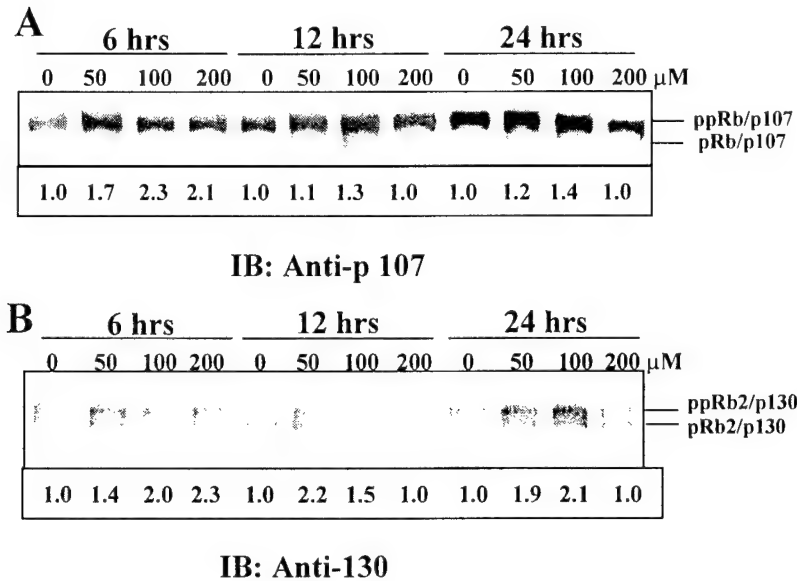 A
6 hrs 12 hrs 24 hrs
0 50 100 200 0 50 100 200 0 50 100 200 μM
ppRb/p107
pRb/p107
1.0 1.7 2.3 2.1 1.0 1.1 1.3 1.0 1.0 1.2 1.4 1.0
IB: Anti-p 107
B
6 hrs 12 hrs 24 hrs
0 50 100 200 0 50 100 200 0 50 100 200 μM
ppRb2/p130
pRb2/p130
1.0 1.4 2.0 2.3 1.0 2.2 1.5 1.0 1.0 1.9 2.1 1.0
IB: Anti-130